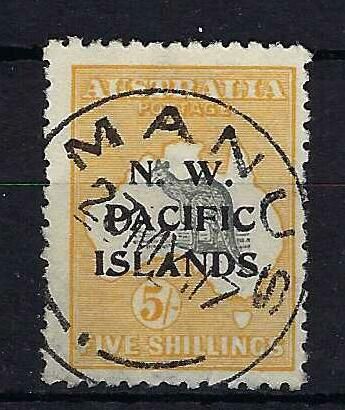 AUSTRALIA
POSTAGE
MANUS
N. W.
PACIFIC
ISLANDS.
5/-
FIVE SHILLINGS